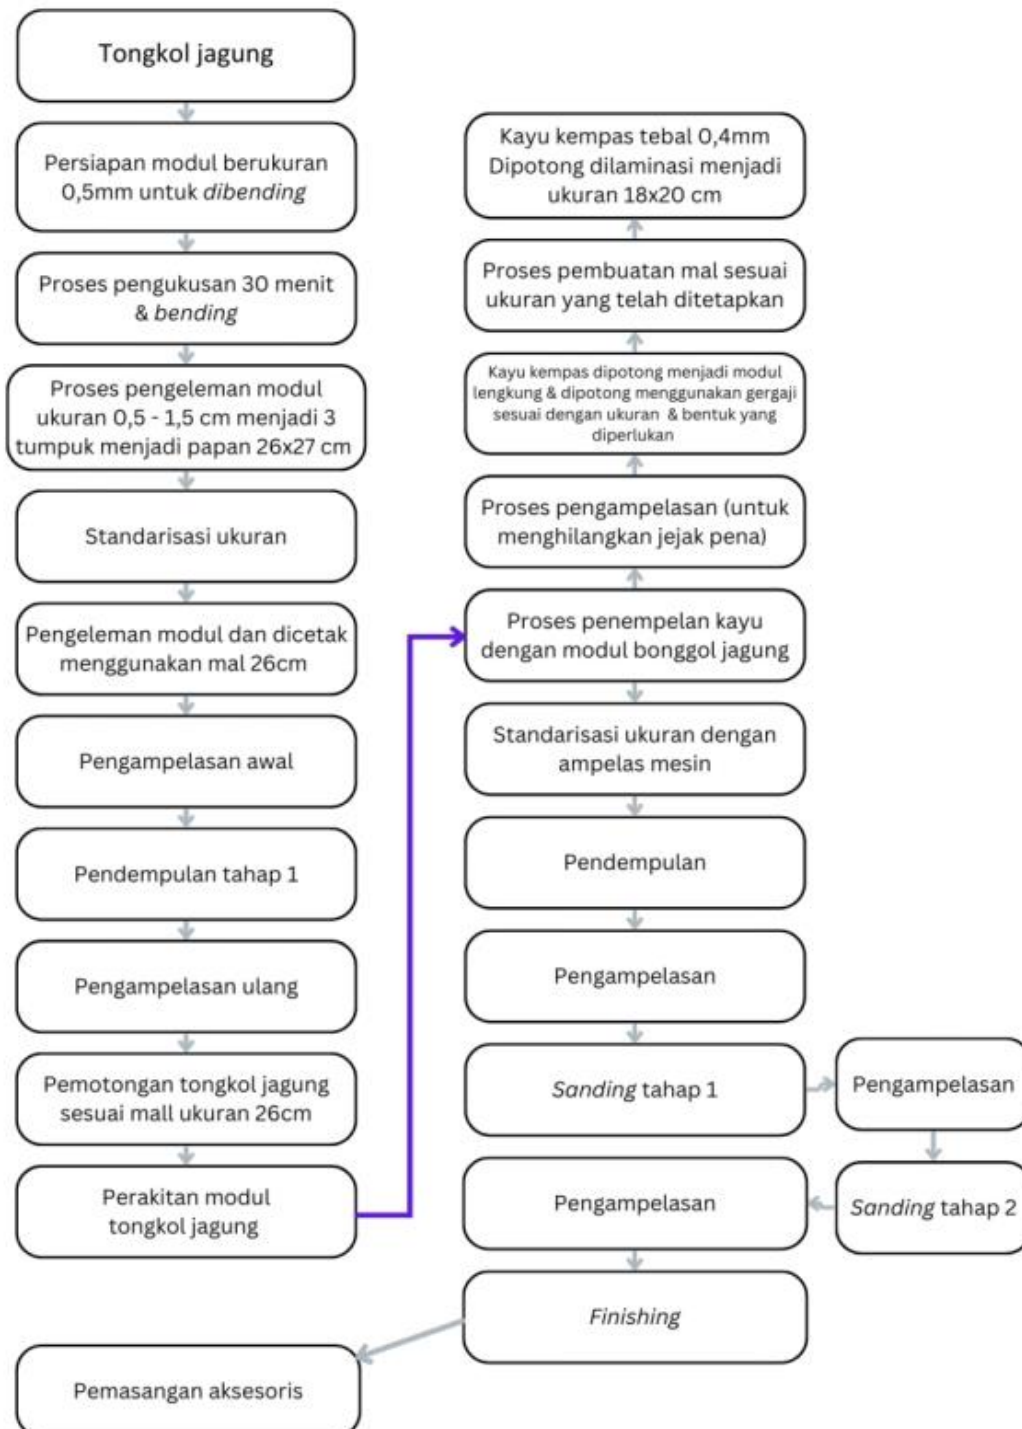 Tongkol jagung
Persiapan modul berukuran
0,5mm untuk dibending
Proses pengukusan 30 menit
& bending
Proses pengeleman modul
ukuran 0,5 - 1,5 cm menjadi 3
tumpuk menjadi papan 26x27 cm
Standarisasi ukuran
Pengeleman modul dan dicetak
menggunakan mal 26cm
Pengampelasan awal
Pendempulan tahap 1
Pengampelasan ulang
Pemotongan tongkol jagung
sesuai mall ukuran 26cm
Perakitan modul
tongkol jagung
Kayu kempas tebal 0,4mm
Dipotong dilaminasi menjadi
ukuran 18x20 cm
Proses pembuatan mal sesuai
ukuran yang telah ditetapkan
Kayu kempas dipotong menjadi modul
lengkung & dipotong menggunakan gergaji
sesuai dengan ukuran & bentuk yang
diperlukan
Proses pengampelasan (untuk
menghilangkan jejak pena)
Proses penempelan kayu
dengan modul bonggol jagung
Standarisasi ukuran dengan
ampelas mesin
Pendempulan
Pengampelasan
Sanding tahap 1
Pengampelasan
Sanding tahap 2
Pengampelasan
Finishing
Pemasangan aksesoris